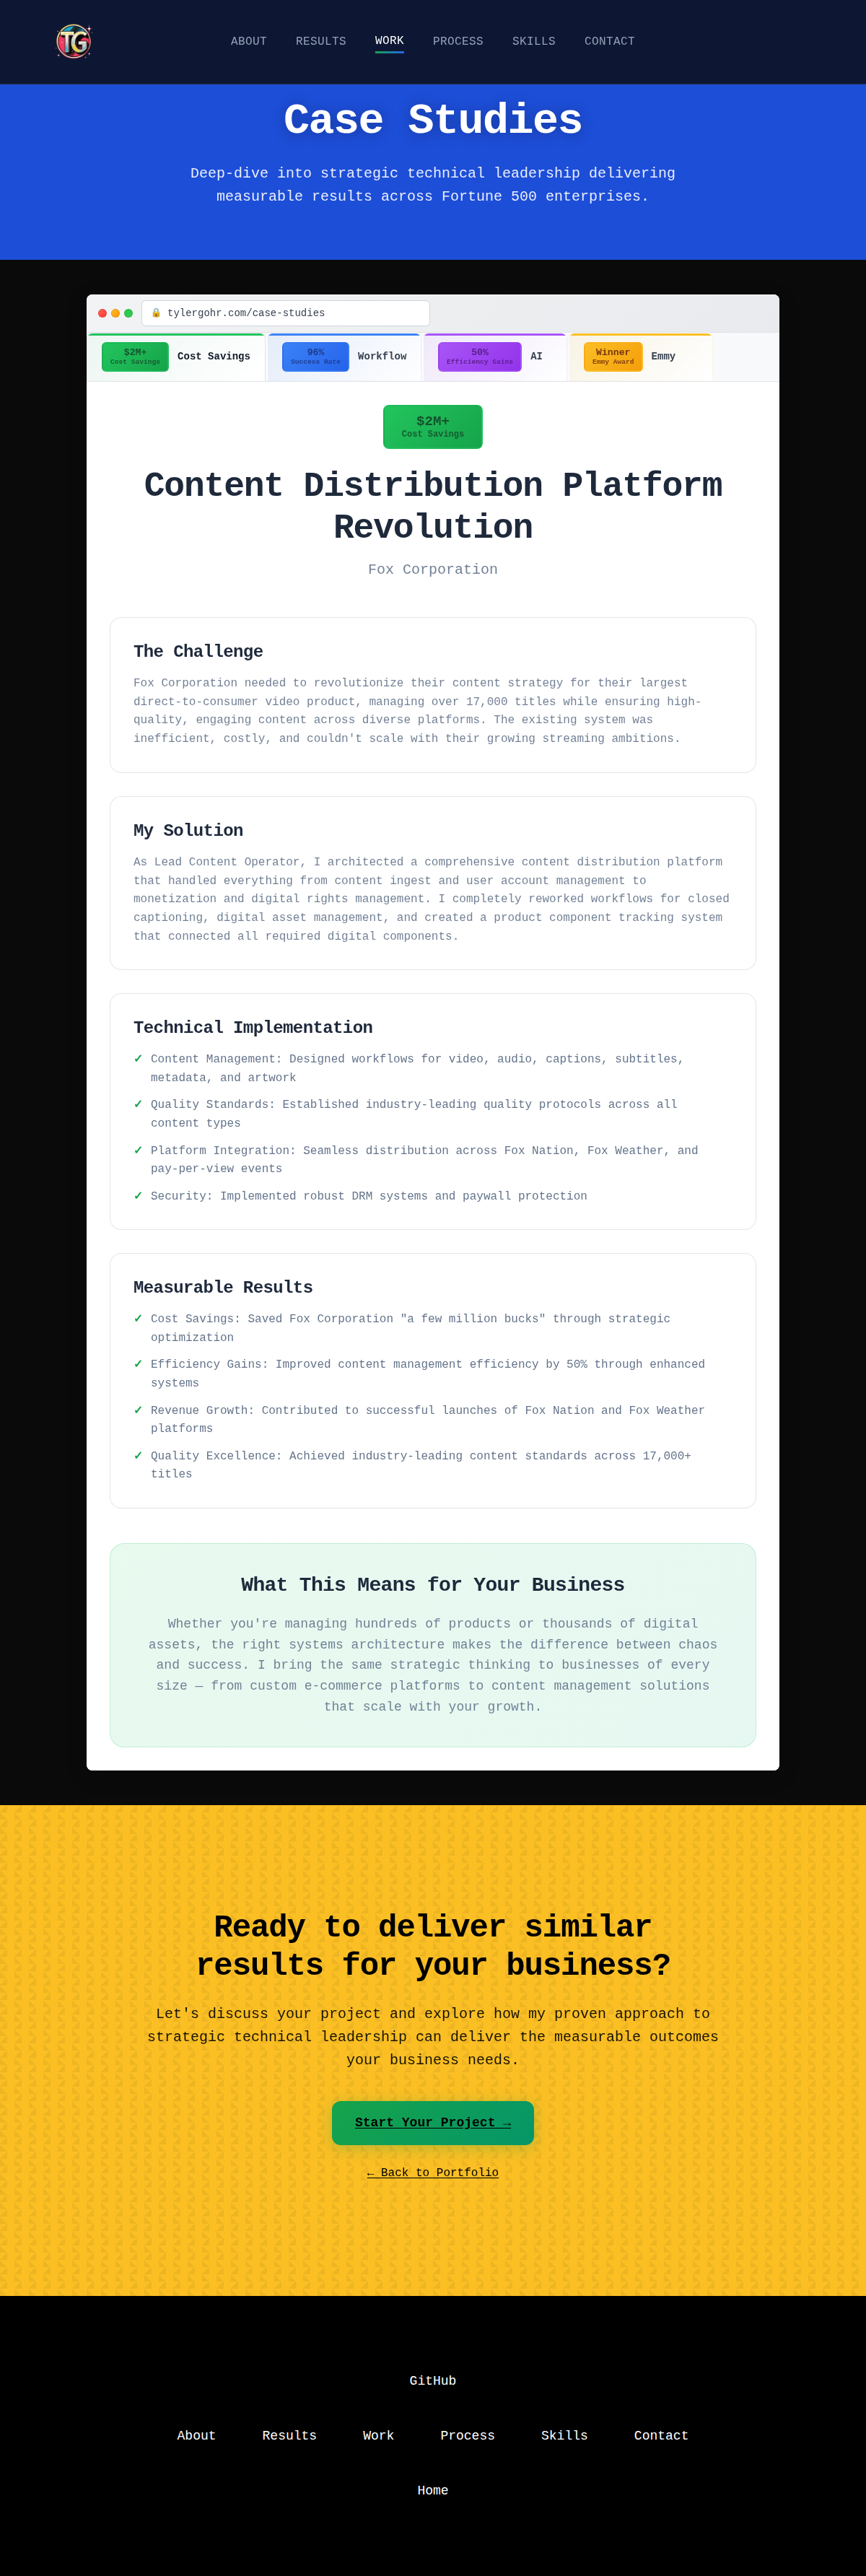 TG
ABOUT RESULTS WORK PROCESS SKILLS CONTACT
Case Studies
Deep-dive into strategic technical leadership delivering
measurable results across Fortune 500 enterprises.
tylergohr.com/case-studies
$2M+
Cost Savings
Cost Savings
96%
Success Rate
Workflow
50%
Efficiency Gains
AI
Winner
Emmy Award
Emmy
$2M+
Cost Savings
Content Distribution Platform
Revolution
Fox Corporation
The Challenge
Fox Corporation needed to revolutionize their content strategy for their largest
direct-to-consumer video product, managing over 17,000 titles while ensuring high-
quality, engaging content across diverse platforms. The existing system was
inefficient, costly, and couldn't scale with their growing streaming ambitions.
My Solution
As Lead Content Operator, I architected a comprehensive content distribution platform
that handled everything from content ingest and user account management to
monetization and digital rights management. I completely reworked workflows for closed
captioning, digital asset management, and created a product component tracking system
that connected all required digital components.
Technical Implementation
✓ Content Management: Designed workflows for video, audio, captions, subtitles,
metadata, and artwork
✓ Quality Standards: Established industry-leading quality protocols across all
content types
✓ Platform Integration: Seamless distribution across Fox Nation, Fox Weather, and
pay-per-view events
✓ Security: Implemented robust DRM systems and paywall protection
Measurable Results
✓ Cost Savings: Saved Fox Corporation "a few million bucks" through strategic
optimization
✓ Efficiency Gains: Improved content management efficiency by 50% through enhanced
systems
✓ Revenue Growth: Contributed to successful launches of Fox Nation and Fox Weather
platforms
✓ Quality Excellence: Achieved industry-leading content standards across 17,000+
titles
What This Means for Your Business
Whether you're managing hundreds of products or thousands of digital
assets, the right systems architecture makes the difference between chaos
and success. I bring the same strategic thinking to businesses of every
size — from custom e-commerce platforms to content management solutions
that scale with your growth.
Ready to deliver similar
results for your business?
Let's discuss your project and explore how my proven approach to
strategic technical leadership can deliver the measurable outcomes
your business needs.
Start Your Project →
← Back to Portfolio
GitHub
About Results Work Process Skills Contact
Home